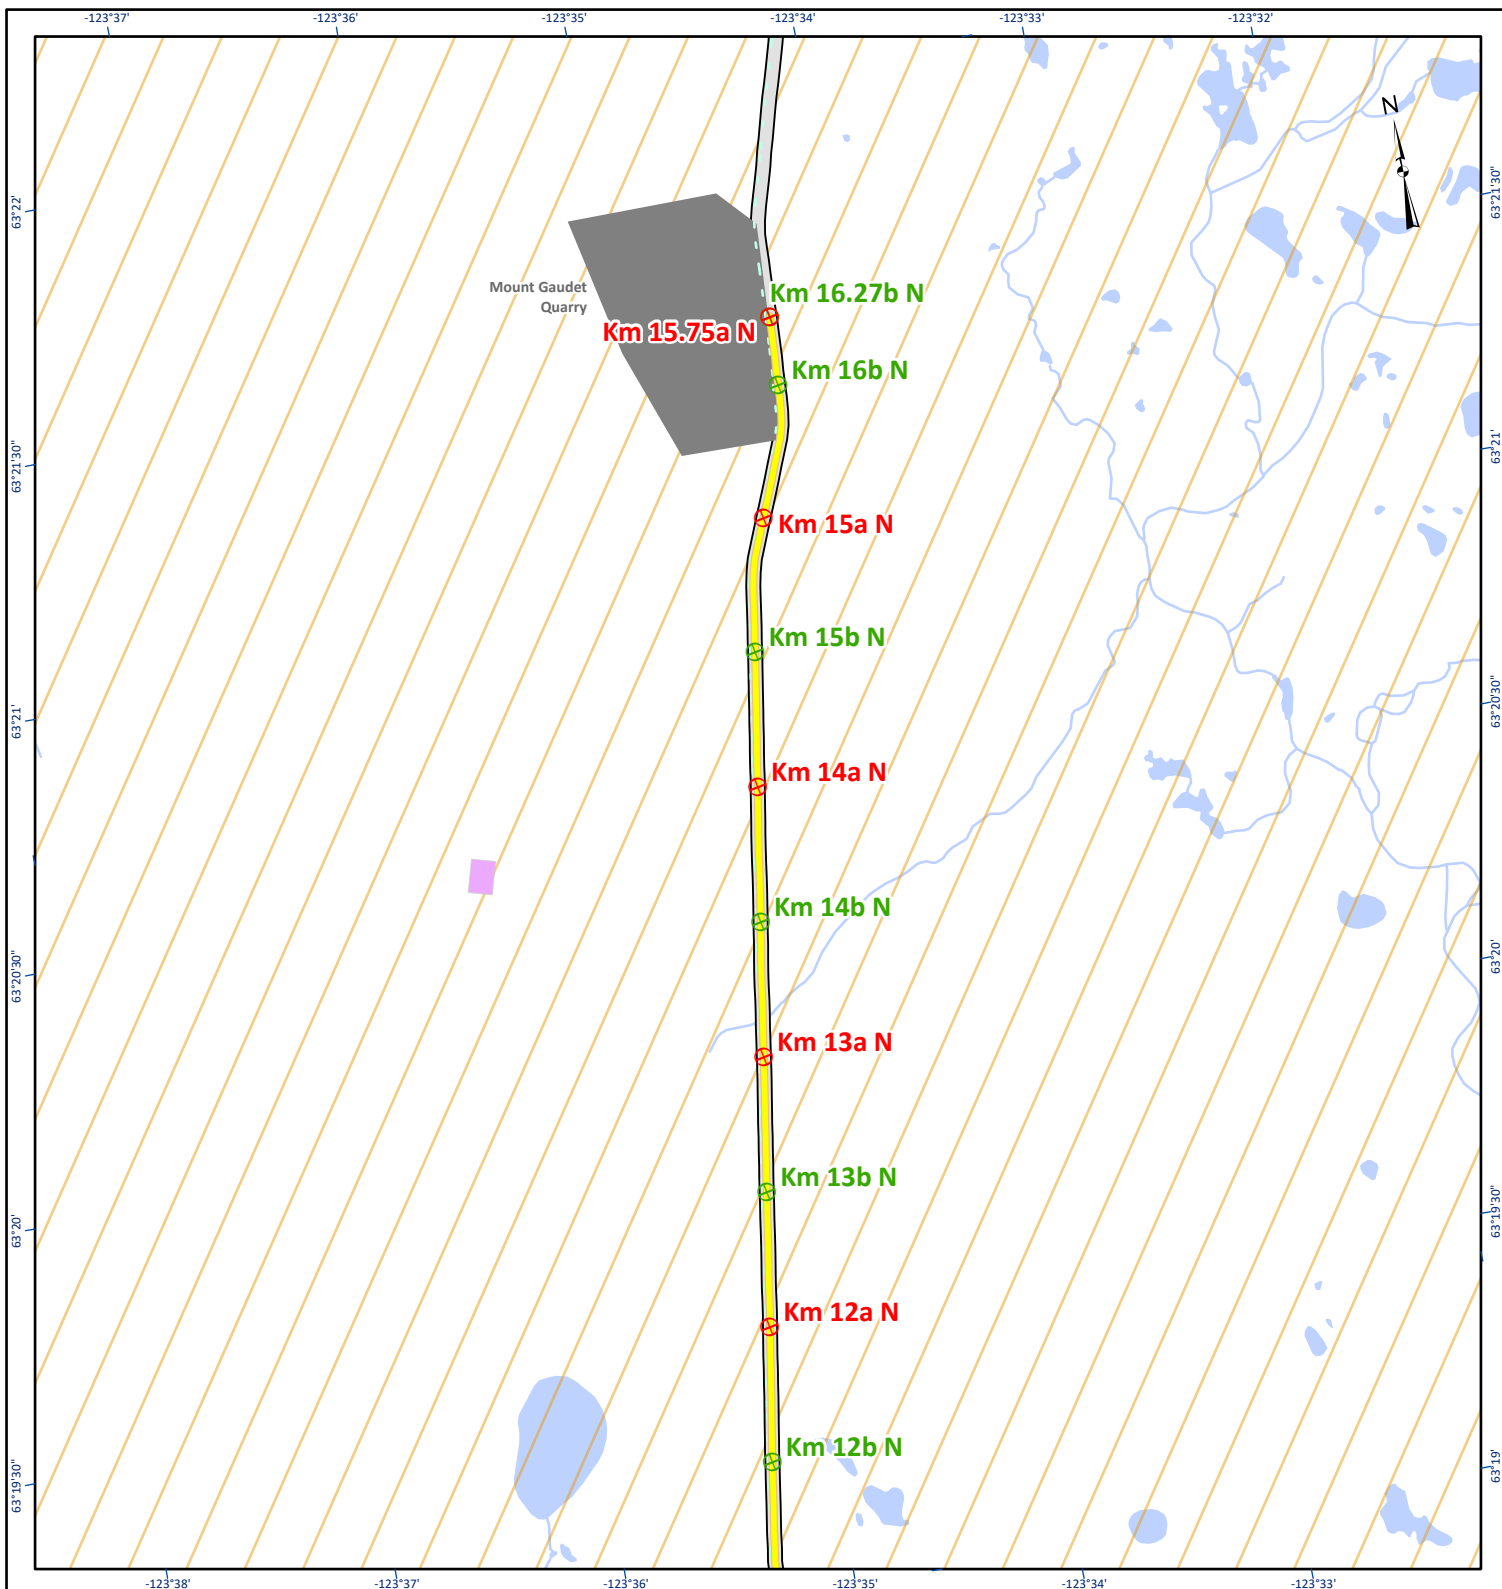 -123°37' -123°36' -123°35' -123°34' -123°33' -123°32'
N
63°22'
63°21'30"
Mount Gaudet
Quarry
Km 16.27b N
Km 15.75a N
Km 16b N
63°21'30"
63°21'
Km 15a N
Km 15b N
63°21'
63°20'30"
Km 14a N
Km 14b N
63°20'30"
63°20'
Km 13a N
Km 13b N
63°20'
63°19'30"
Km 12a N
Km 12b N
63°19'30"
63°19'
-123°38' -123°37' -123°36' -123°35' -123°34' -123°33'